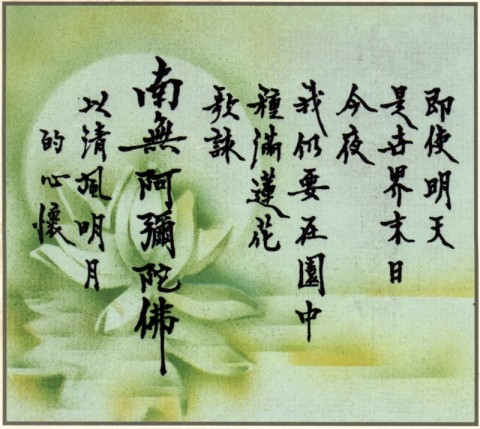 即使明天
是世界末日
今夜
我仍要在園中
種滿蓮花
歌詠
南無阿彌陀佛
以清風明月
的心懷